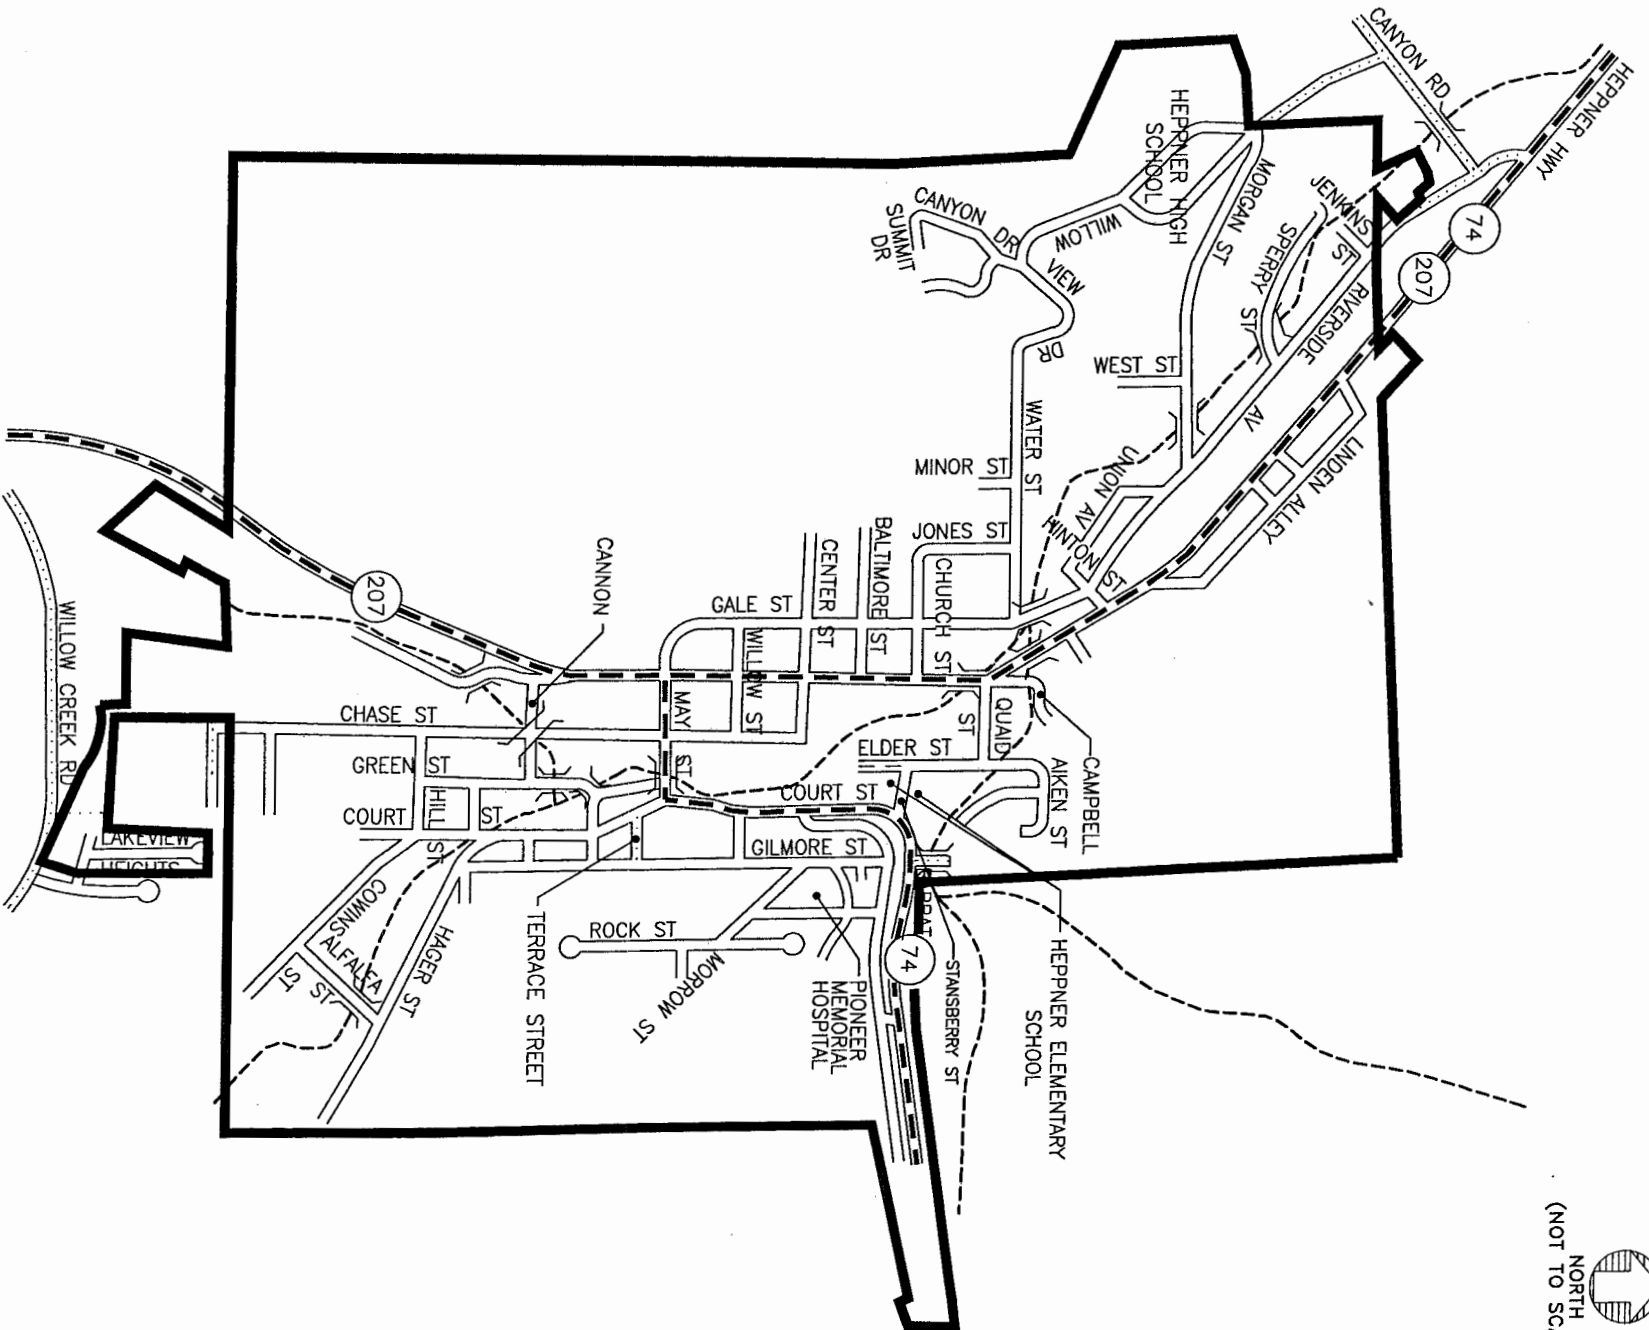 CANYON RD
HEPPNER HWY
HEPPNER HIGH
SCHOOL
MORGAN ST
JENKINS
ST
SPERRY ST
74
207
RIVERSIDE
AV
CANYON
DR
VIEW
DR
SUMMIT
DR
WILLOW
WEST ST
WATER ST
LINDEN ALLEY
MINOR ST
UNION AV
HINTON ST
JONES ST
CHURCH ST
BALTIMORE ST
CENTER ST
GALE ST
WILLOW ST
CANNON
207
WILLOW CREEK RD
CHASE ST
MAY
ST
QUAID
ST
CAMPBELL
GREEN ST
ELDER ST
AIKEN ST
COURT ST
HILL ST
COURT ST
GILMORE ST
LAKEVIEW
HEIGHTS
COWINS
ST
ALFALFA
ST
HAGER ST
TERRACE STREET
ROCK ST
MORROW ST
PIONEER
MEMORIAL
HOSPITAL
74
STANSBERRY ST
HEPPNER ELEMENTARY
SCHOOL
NORTH
(NOT TO SC